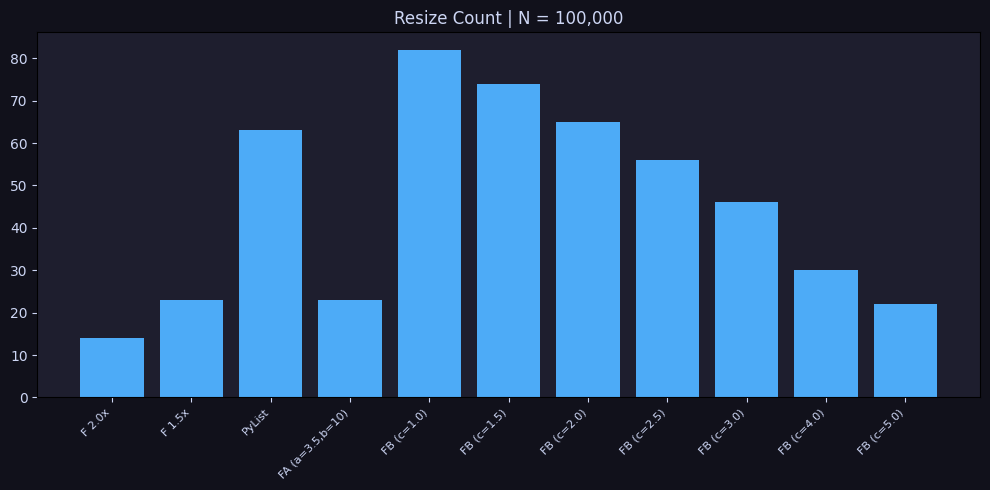 Resize Count | N = 100,000
80
70
60
50
40
30
20
10
0
F 2.0x
F 1.5x
PyList
FA (a=3.5,b=10)
FB (c=1.0)
FB (c=1.5)
FB (c=2.0)
FB (c=2.5)
FB (c=3.0)
FB (c=4.0)
FB (c=5.0)